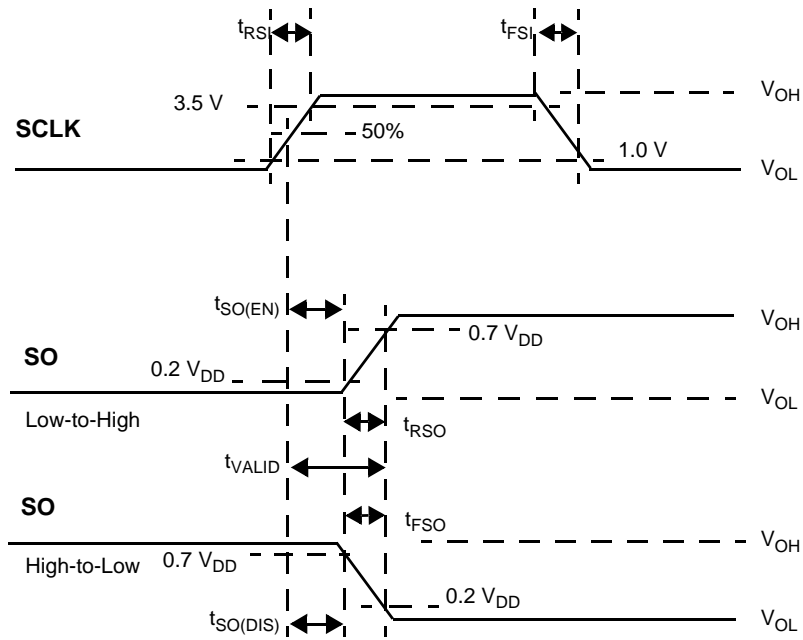 tRSI
tFSI
VOH
3.5 V
SCLK
50%
1.0 V
VOL
tSO(EN)
VOH
0.7 VDD
SO
0.2 VDD
VOL
Low-to-High
tRSO
tVALID
SO
tFSO
VOH
High-to-Low
0.7 VDD
0.2 VDD
tSO(DIS)
VOL